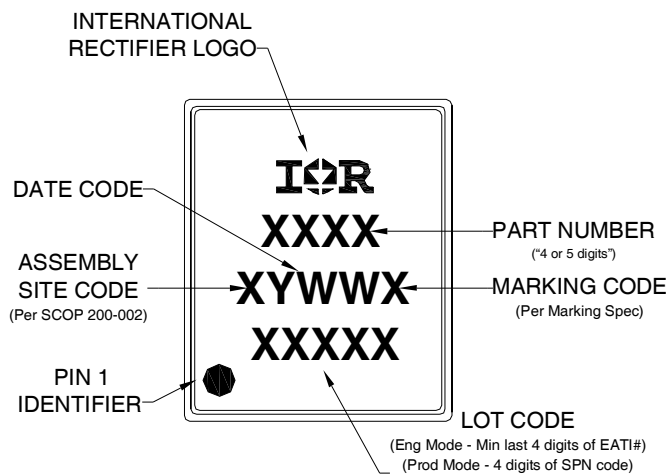 INTERNATIONAL
RECTIFIER LOGO
IOR
DATE CODE
XXXX
PART NUMBER
("4 or 5 digits")
ASSEMBLY
SITE CODE
(Per SCOP 200-002)
XYWWX
MARKING CODE
(Per Marking Spec)
XXXXX
PIN 1
IDENTIFIER
LOT CODE
(Eng Mode - Min last 4 digits of EATI#)
(Prod Mode - 4 digits of SPN code)